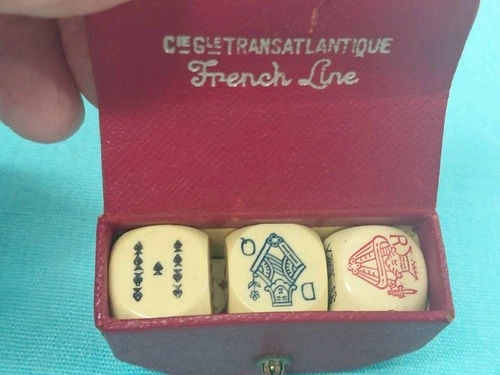 CIE GLE TRANSATLANTIQUE
French Line
Q D R